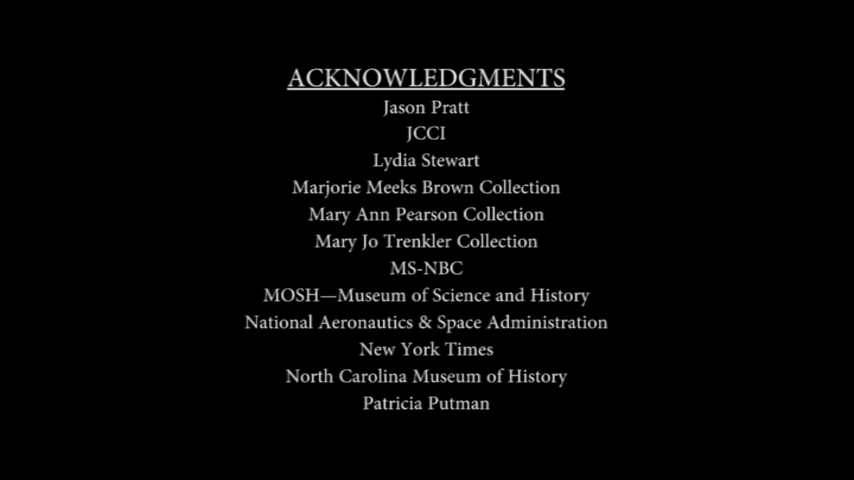 ACKNOWLEDGMENTS
Jason Pratt
JCCI
Lydia Stewart
Marjorie Meeks Brown Collection
Mary Ann Pearson Collection
Mary Jo Trenkler Collection
MS-NBC
MOSH—Museum of Science and History
National Aeronautics & Space Administration
New York Times
North Carolina Museum of History
Patricia Putman